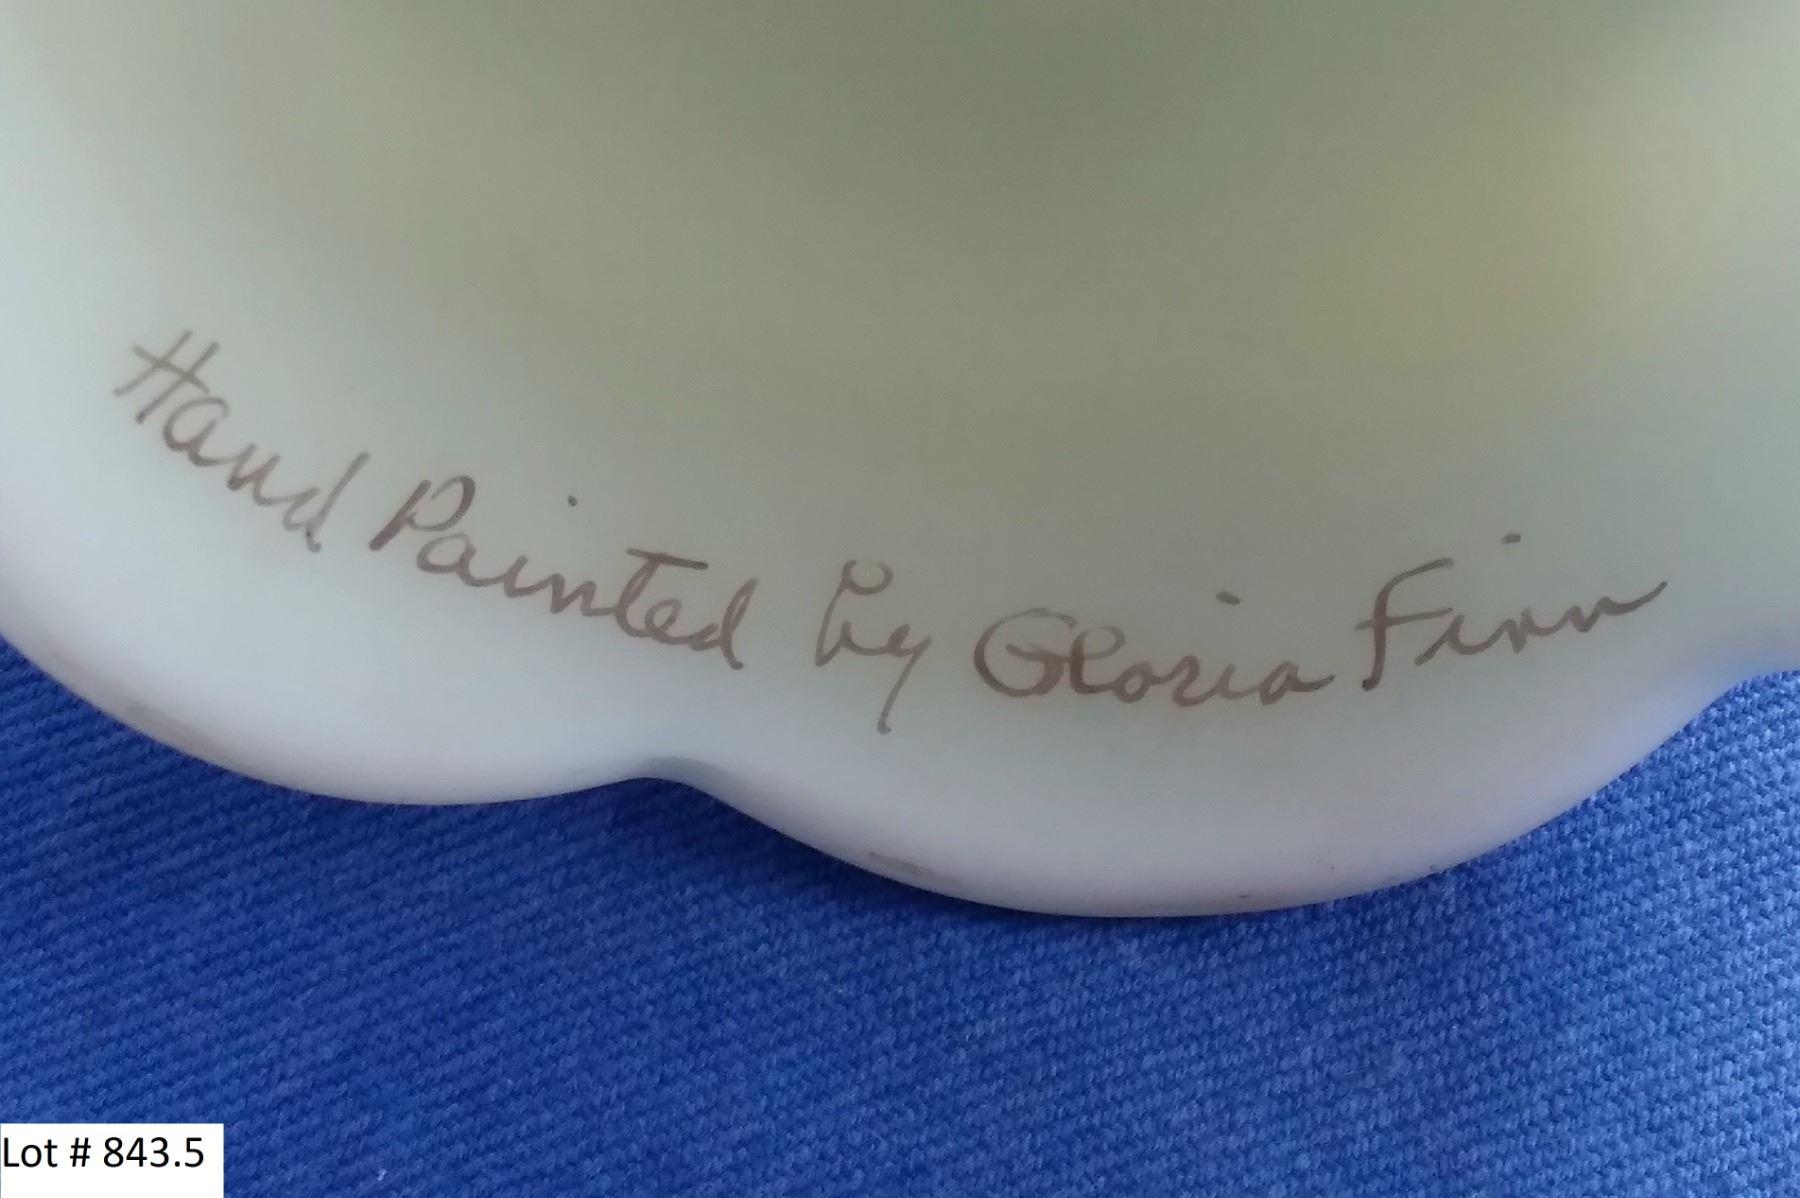 Hand Painted by Gloria Finn
Lot # 843.5